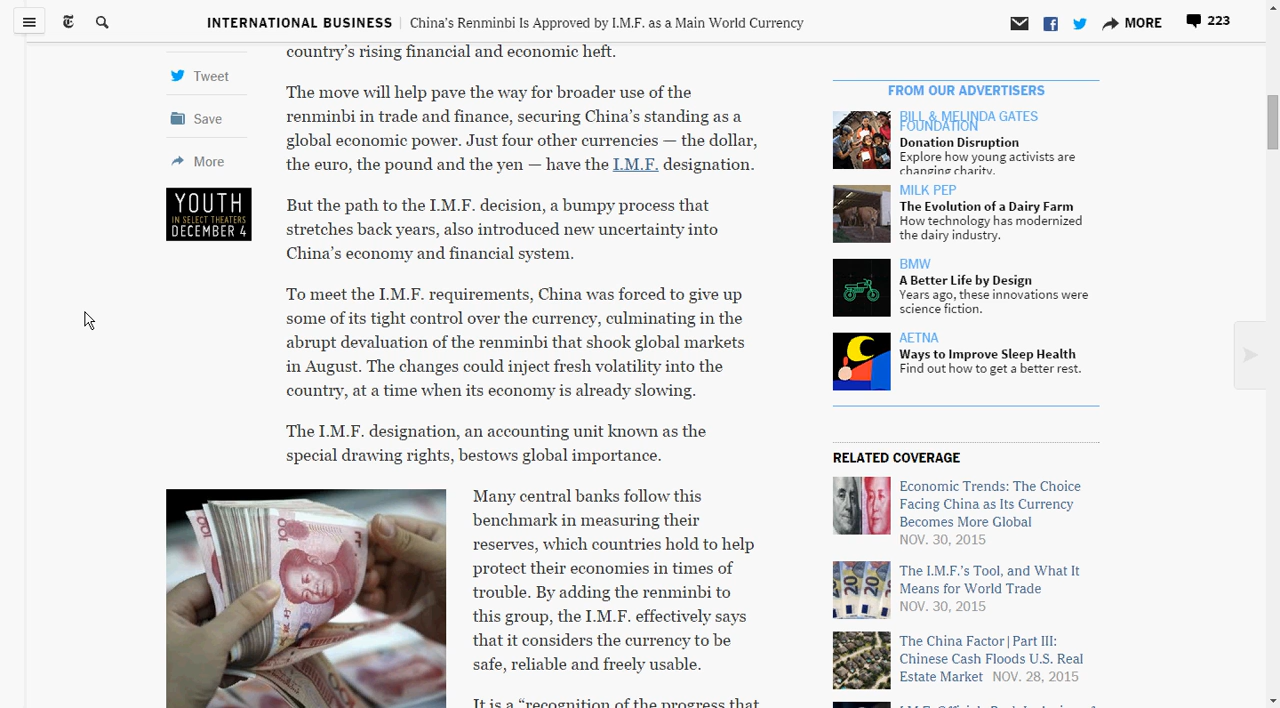 INTERNATIONAL BUSINESS | China's Renminbi Is Approved by I.M.F. as a Main World Currency
MORE
223
country's rising financial and economic heft.
Tweet
Save
More
YOUTH
IN SELECT THEATERS
DECEMBER 4
The move will help pave the way for broader use of the
renminbi in trade and finance, securing China's standing as a
global economic power. Just four other currencies — the dollar,
the euro, the pound and the yen — have the I.M.F. designation.
But the path to the I.M.F. decision, a bumpy process that
stretches back years, also introduced new uncertainty into
China's economy and financial system.
To meet the I.M.F. requirements, China was forced to give up
some of its tight control over the currency, culminating in the
abrupt devaluation of the renminbi that shook global markets
in August. The changes could inject fresh volatility into the
country, at a time when its economy is already slowing.
The I.M.F. designation, an accounting unit known as the
special drawing rights, bestows global importance.
100
Many central banks follow this
benchmark in measuring their
reserves, which countries hold to help
protect their economies in times of
trouble. By adding the renminbi to
this group, the I.M.F. effectively says
that it considers the currency to be
safe, reliable and freely usable.
It is a “recognition of the progress that
FROM OUR ADVERTISERS
BILL & MELINDA GATES
FOUNDATION
Donation Disruption
Explore how young activists are
changing charity.
MILK PEP
The Evolution of a Dairy Farm
How technology has modernized
the dairy industry.
BMW
A Better Life by Design
Years ago, these innovations were
science fiction.
AETNA
Ways to Improve Sleep Health
Find out how to get a better rest.
RELATED COVERAGE
Economic Trends: The Choice
Facing China as Its Currency
Becomes More Global
NOV. 30, 2015
20
The I.M.F.'s Tool, and What It
Means for World Trade
NOV. 30, 2015
The China Factor | Part III:
Chinese Cash Floods U.S. Real
Estate Market NOV. 28, 2015